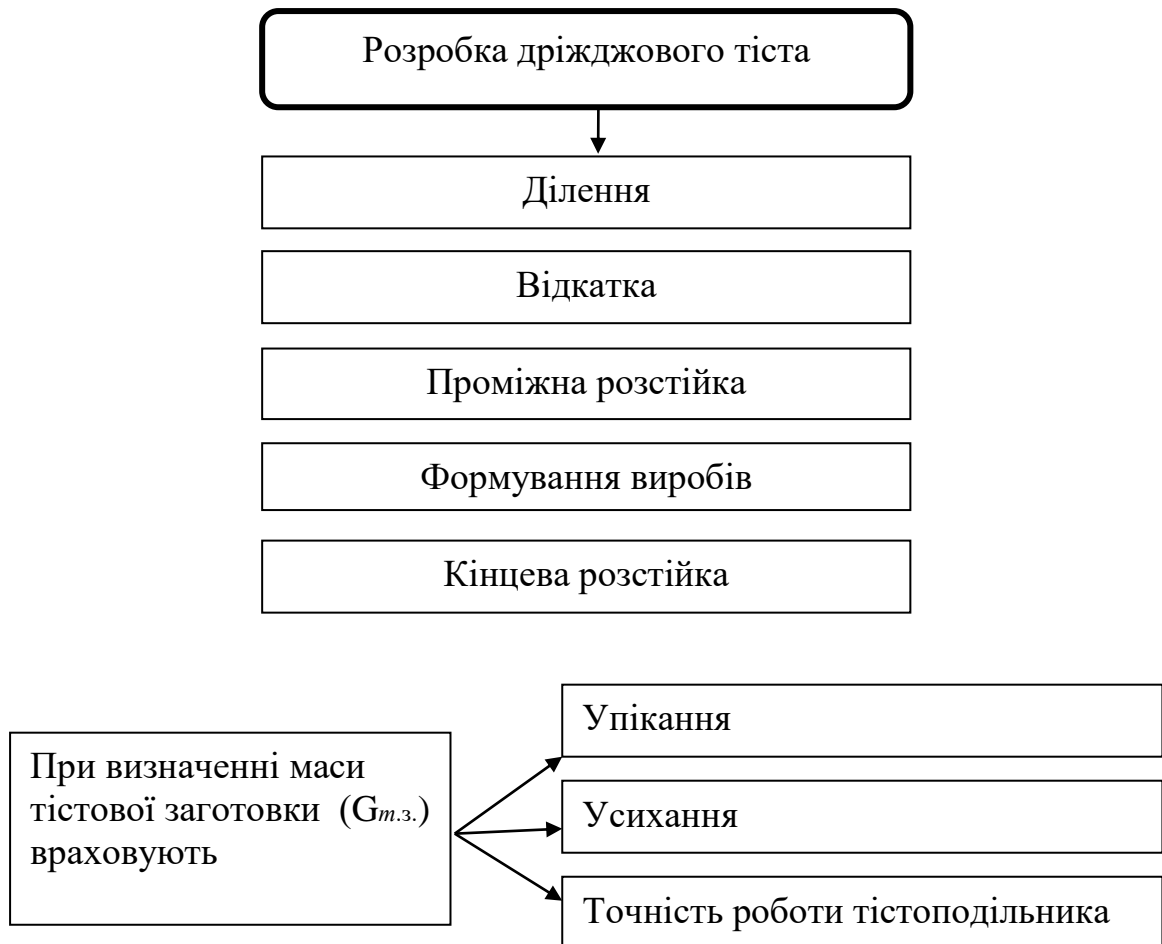 Розробка дріжджового тіста
Ділення
Відкатка
Проміжна розстійка
Формування виробів
Кінцева розстійка
При визначенні маси
тістової заготовки (Gт.з.)
враховують
Упікання
Усихання
Точність роботи тістоподільника